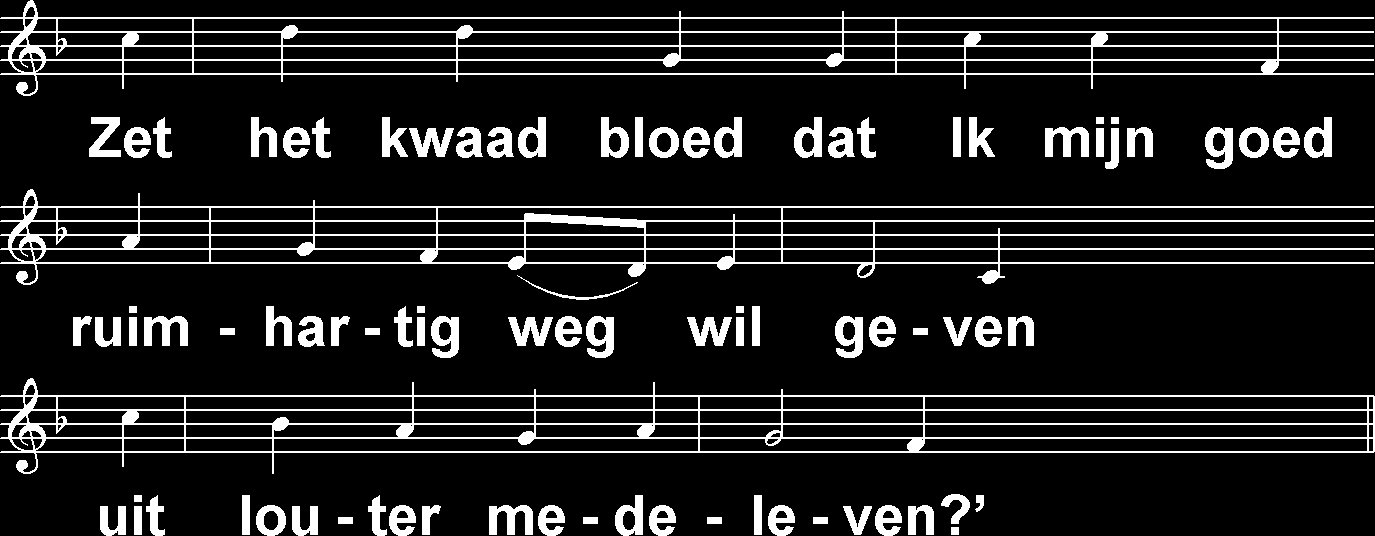 Zet het kwaad bloed dat Ik mijn goed
ruim - har - tig weg wil ge - ven
uit lou - ter me - de - le - ven?’